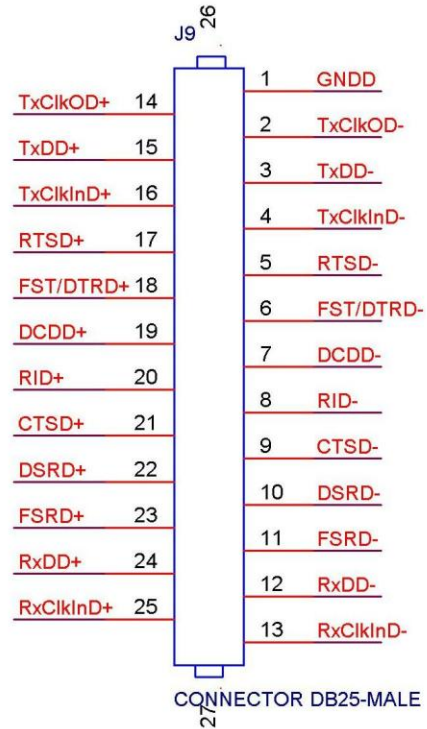 26
J9
1 GNDD
TxClkOD+ 14
2 TxClkOD-
TxDD+ 15
3 TxDD-
TxClkInD+ 16
4 TxClkInD-
RTSD+ 17
5 RTSD-
FST/DTRD+ 18
6 FST/DTRD-
DCDD+ 19
7 DCDD-
RID+ 20
8 RID-
CTSD+ 21
9 CTSD-
DSRD+ 22
10 DSRD-
FSRD+ 23
11 FSRD-
RxDD+ 24
12 RxDD-
RxClkInD+ 25
13 RxClkInD-
CONNECTOR DB25-MALE
27